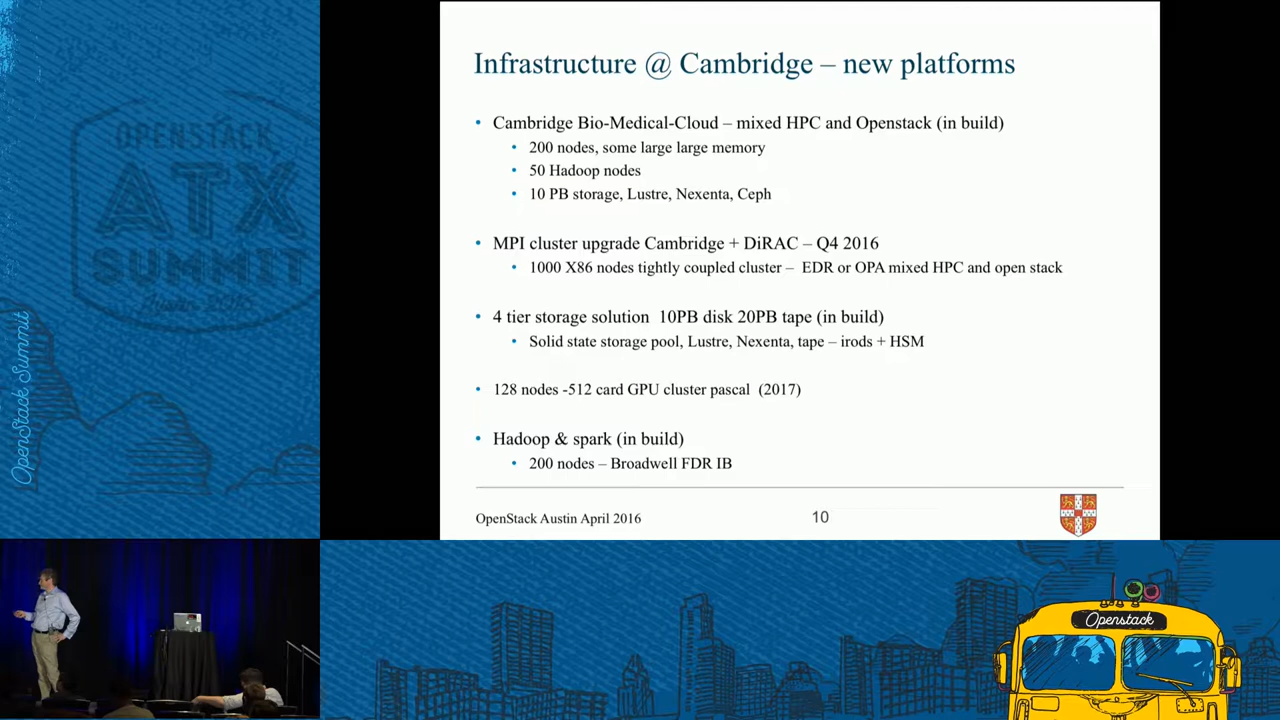 Infrastructure @ Cambridge – new platforms
• Cambridge Bio-Medical-Cloud – mixed HPC and Openstack (in build)
• 200 nodes, some large large memory
• 50 Hadoop nodes
• 10 PB storage, Lustre, Nexenta, Ceph
• MPI cluster upgrade Cambridge + DiRAC – Q4 2016
• 1000 X86 nodes tightly coupled cluster – EDR or OPA mixed HPC and open stack
• 4 tier storage solution 10PB disk 20PB tape (in build)
• Solid state storage pool, Lustre, Nexenta, tape – irods + HSM
• 128 nodes -512 card GPU cluster pascal (2017)
• Hadoop & spark (in build)
• 200 nodes – Broadwell FDR IB
OpenStack Austin April 2016
10
OPENSTACK
ATX
SUMMIT
OpenStack Summit
Openstack